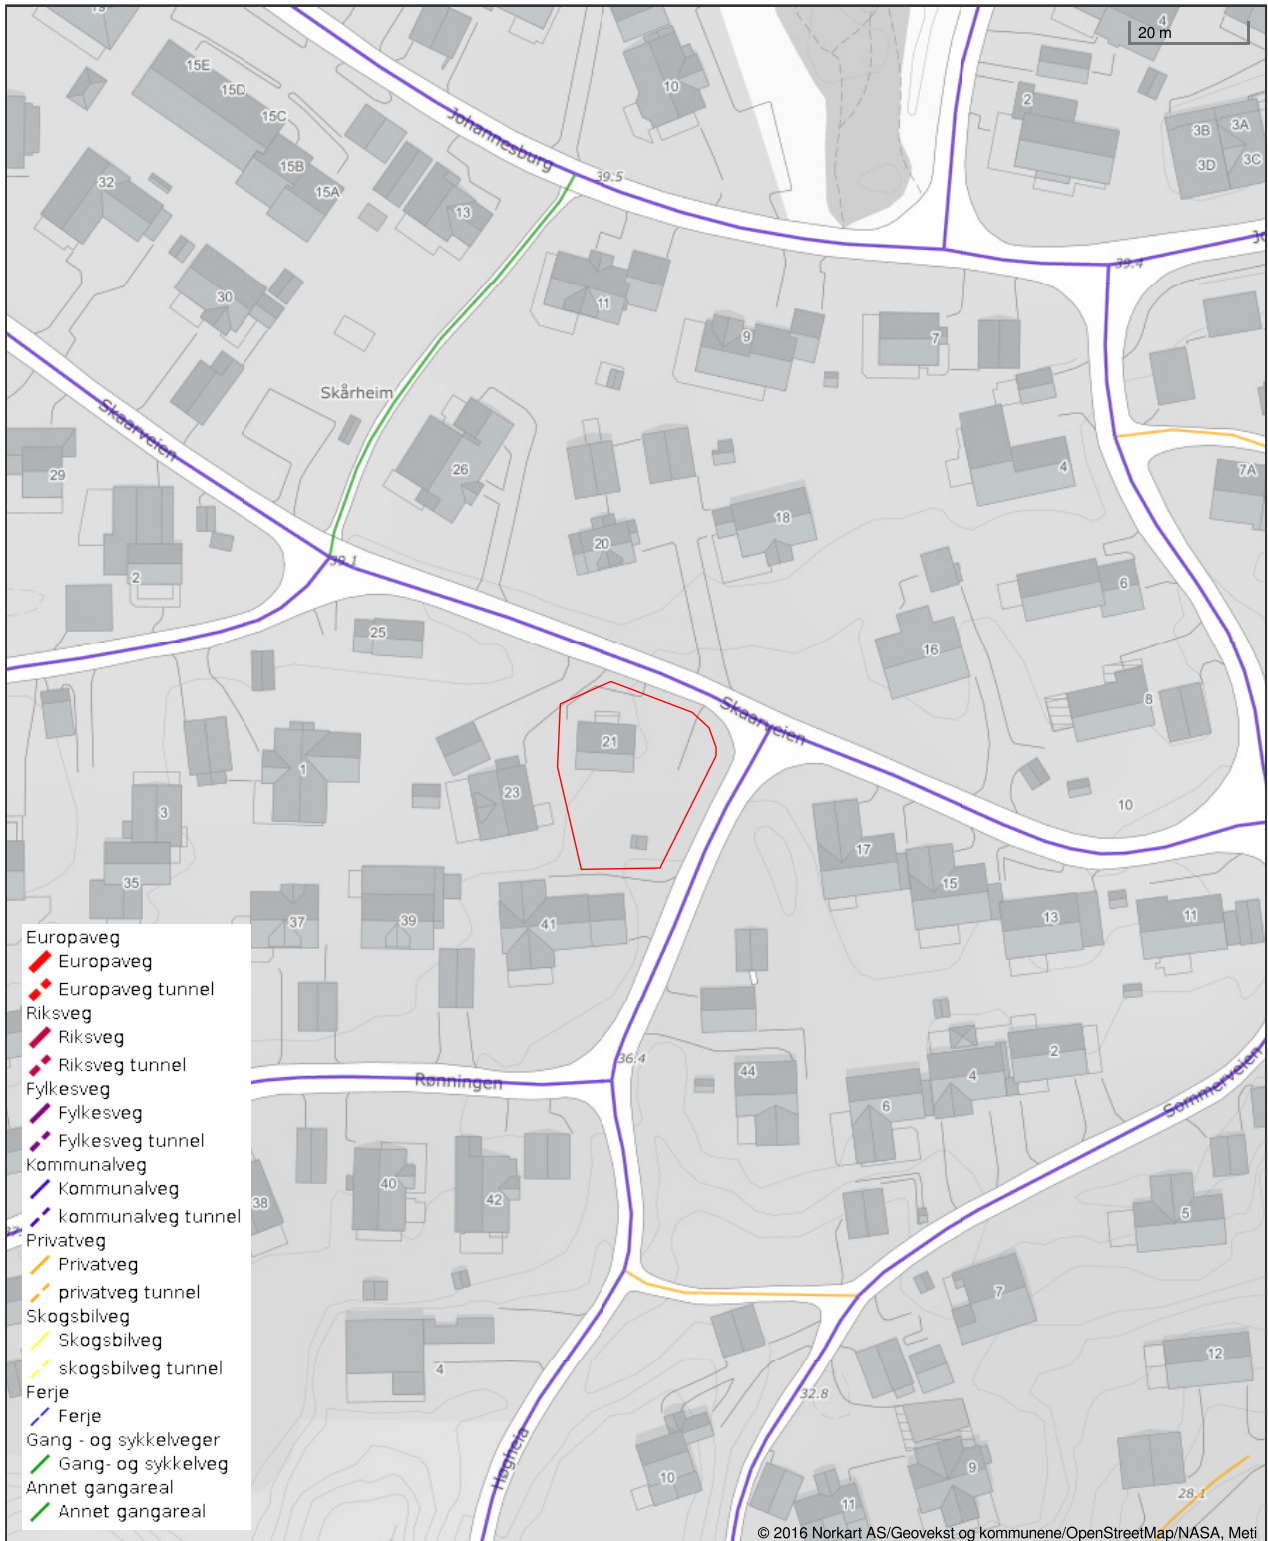 19
4
20 m
15E
10
2
15D
3A
15C
3B
Johannesburg
3C
15B
3D
39.5
32
15A
13
39.4
30
11
9
7
Skårheim
Skaarveien
4
26
7A
29
18
20
39.1
2
6
25
16
8
Skaarveien
21
1
23
10
3
17
35
15
37
39
41
13
11
36.4
2
Rønningen
44
4
Sommerveien
6
40
42
38
5
7
4
12
32.8
Høgheia
10
9
11
28.1
Europaveg
Europaveg
Europaveg tunnel
Riksveg
Riksveg
Riksveg tunnel
Fylkesveg
Fylkesveg
Fylkesveg tunnel
Kommunalveg
Kommunalveg
kommunalveg tunnel
Privatveg
Privatveg
privatveg tunnel
Skogsbilveg
Skogsbilveg
skogsbilveg tunnel
Ferje
Ferje
Gang - og sykkelveger
Gang- og sykkelveg
Annet gangareal
Annet gangareal
© 2016 Norkart AS/Geovekst og kommunene/OpenStreetMap/NASA, Meti